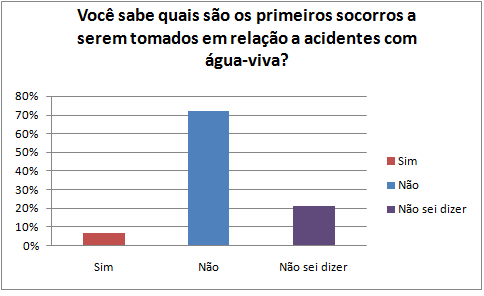 Você sabe quais são os primeiros socorros a
serem tomados em relação a acidentes com
água-viva?
80%
70%
60%
50%
40%
30%
20%
10%
0%
Sim
Não
Não sei dizer
Sim
Não
Não sei dizer